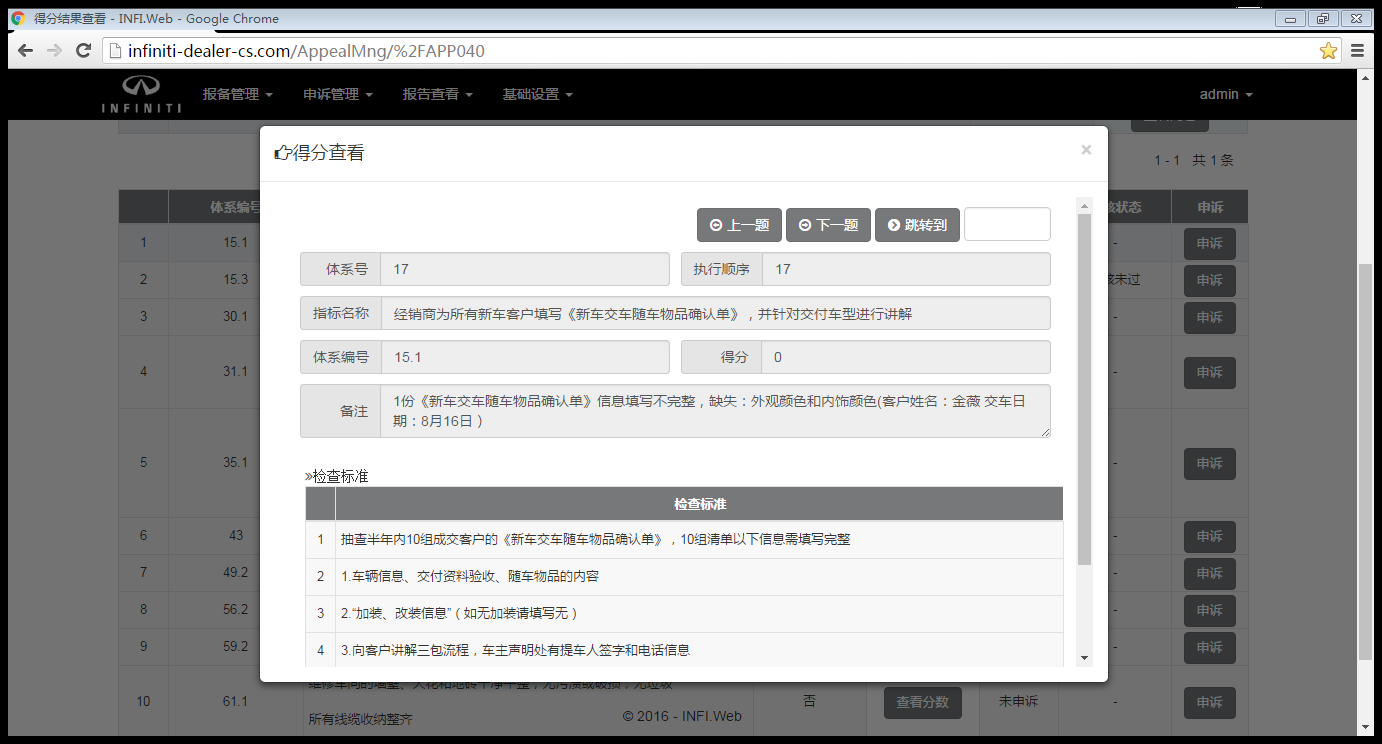 得分结果查看 - INFI.Web - Google Chrome
infiniti-dealer-cs.com/AppealMng/%2FAPP040
INFINITI 报备管理 申诉管理 报告查看 基础设置 admin
得分查看 ×
1 - 1 共 1 条
上一题 下一题 跳转到
体系号 17 执行顺序 17
指标名称 经销商为所有新车客户填写《新车交车随车物品确认单》，并针对交付车型进行讲解
体系编号 15.1 得分 0
备注 1份《新车交车随车物品确认单》信息填写不完整，缺失：外观颜色和内饰颜色(客户姓名：金薇 交车日
期：8月16日）
»检查标准
检查标准
1 抽查半年内10组成交客户的《新车交车随车物品确认单》，10组清单以下信息需填写完整
2 1.车辆信息、交付资料验收、随车物品的内容
3 2.“加装、改装信息”（如无加装请填写无）
4 3.向客户讲解三包流程，车主声明处有提车人签字和电话信息
体系编号 状态 申诉
1 15.1 - 申诉
2 15.3 未过 申诉
3 30.1 - 申诉
4 31.1 - 申诉
5 35.1 - 申诉
6 43 - 申诉
7 49.2 - 申诉
8 56.2 - 申诉
9 59.2 - 申诉
10 61.1 否 查看分数 未申诉 - 申诉
所有线缆收纳整齐
© 2016 - INFI.Web